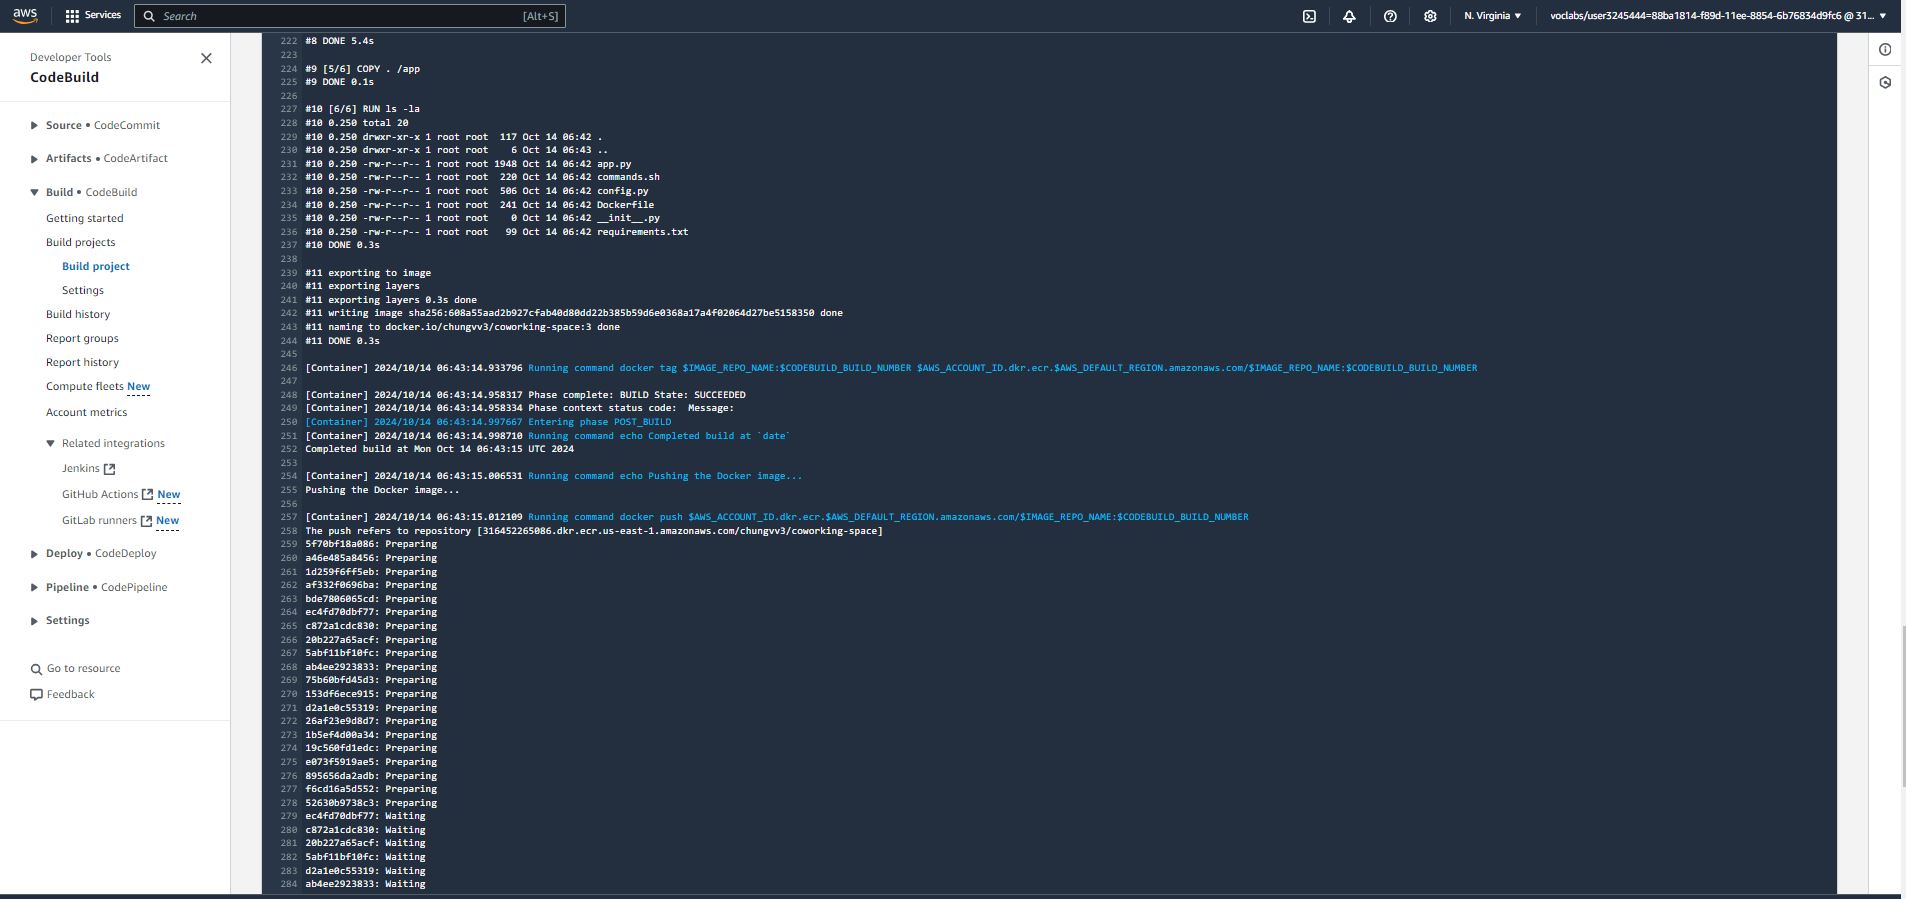 aws
Services
Search
[Alt+S]
N. Virginia
voclabs/user3245444=88ba1814-f89d-11ee-8854-6b76834d9fc6 @ 31...
Developer Tools
CodeBuild
Source • CodeCommit
Artifacts • CodeArtifact
Build • CodeBuild
Getting started
Build projects
Build project
Settings
Build history
Report groups
Report history
Compute fleets New
Account metrics
Related integrations
Jenkins
GitHub Actions New
GitLab runners New
Deploy • CodeDeploy
Pipeline • CodePipeline
Settings
Go to resource
Feedback
222 #8 DONE 5.4s
223
224 #9 [5/6] COPY . /app
225 #9 DONE 0.1s
226
227 #10 [6/6] RUN ls -la
228 #10 0.250 total 20
229 #10 0.250 drwxr-xr-x 1 root root  117 Oct 14 06:42 .
230 #10 0.250 drwxr-xr-x 1 root root    6 Oct 14 06:43 ..
231 #10 0.250 -rw-r--r-- 1 root root 1948 Oct 14 06:42 app.py
232 #10 0.250 -rw-r--r-- 1 root root  220 Oct 14 06:42 commands.sh
233 #10 0.250 -rw-r--r-- 1 root root  506 Oct 14 06:42 config.py
234 #10 0.250 -rw-r--r-- 1 root root  241 Oct 14 06:42 Dockerfile
235 #10 0.250 -rw-r--r-- 1 root root    0 Oct 14 06:42 __init__.py
236 #10 0.250 -rw-r--r-- 1 root root   99 Oct 14 06:42 requirements.txt
237 #10 DONE 0.3s
238
239 #11 exporting to image
240 #11 exporting layers
241 #11 exporting layers 0.3s done
242 #11 writing image sha256:608a55aad2b927cfab40d80dd22b385b59d6e0368a17a4f02064d27be5158350 done
243 #11 naming to docker.io/chungvv3/coworking-space:3 done
244 #11 DONE 0.3s
245
246 [Container] 2024/10/14 06:43:14.933796 Running command docker tag $IMAGE_REPO_NAME:$CODEBUILD_BUILD_NUMBER $AWS_ACCOUNT_ID.dkr.ecr.$AWS_DEFAULT_REGION.amazonaws.com/$IMAGE_REPO_NAME:$CODEBUILD_BUILD_NUMBER
247
248 [Container] 2024/10/14 06:43:14.958317 Phase complete: BUILD State: SUCCEEDED
249 [Container] 2024/10/14 06:43:14.958334 Phase context status code:  Message:
250 [Container] 2024/10/14 06:43:14.997667 Entering phase POST_BUILD
251 [Container] 2024/10/14 06:43:14.998710 Running command echo Completed build at `date`
252 Completed build at Mon Oct 14 06:43:15 UTC 2024
253
254 [Container] 2024/10/14 06:43:15.006531 Running command echo Pushing the Docker image...
255 Pushing the Docker image...
256
257 [Container] 2024/10/14 06:43:15.012109 Running command docker push $AWS_ACCOUNT_ID.dkr.ecr.$AWS_DEFAULT_REGION.amazonaws.com/$IMAGE_REPO_NAME:$CODEBUILD_BUILD_NUMBER
258 The push refers to repository [316452265086.dkr.ecr.us-east-1.amazonaws.com/chungvv3/coworking-space]
259 5f70bf18a086: Preparing
260 a46e485a8456: Preparing
261 1d259f6ff5eb: Preparing
262 af332f0696ba: Preparing
263 bde7806065cd: Preparing
264 ec4fd70dbf77: Preparing
265 c872a1cdc830: Preparing
266 20b227a65acf: Preparing
267 5abf11bf10fc: Preparing
268 ab4ee2923833: Preparing
269 75b60bfd45d3: Preparing
270 153df6ece915: Preparing
271 d2a1e0c55319: Preparing
272 26af23e9d8d7: Preparing
273 1b5ef4d00a34: Preparing
274 19c560fd1edc: Preparing
275 e073f5919ae5: Preparing
276 895656da2adb: Preparing
277 f6cd16a5d552: Preparing
278 52630b9738c3: Preparing
279 ec4fd70dbf77: Waiting
280 c872a1cdc830: Waiting
281 20b227a65acf: Waiting
282 5abf11bf10fc: Waiting
283 d2a1e0c55319: Waiting
284 ab4ee2923833: Waiting